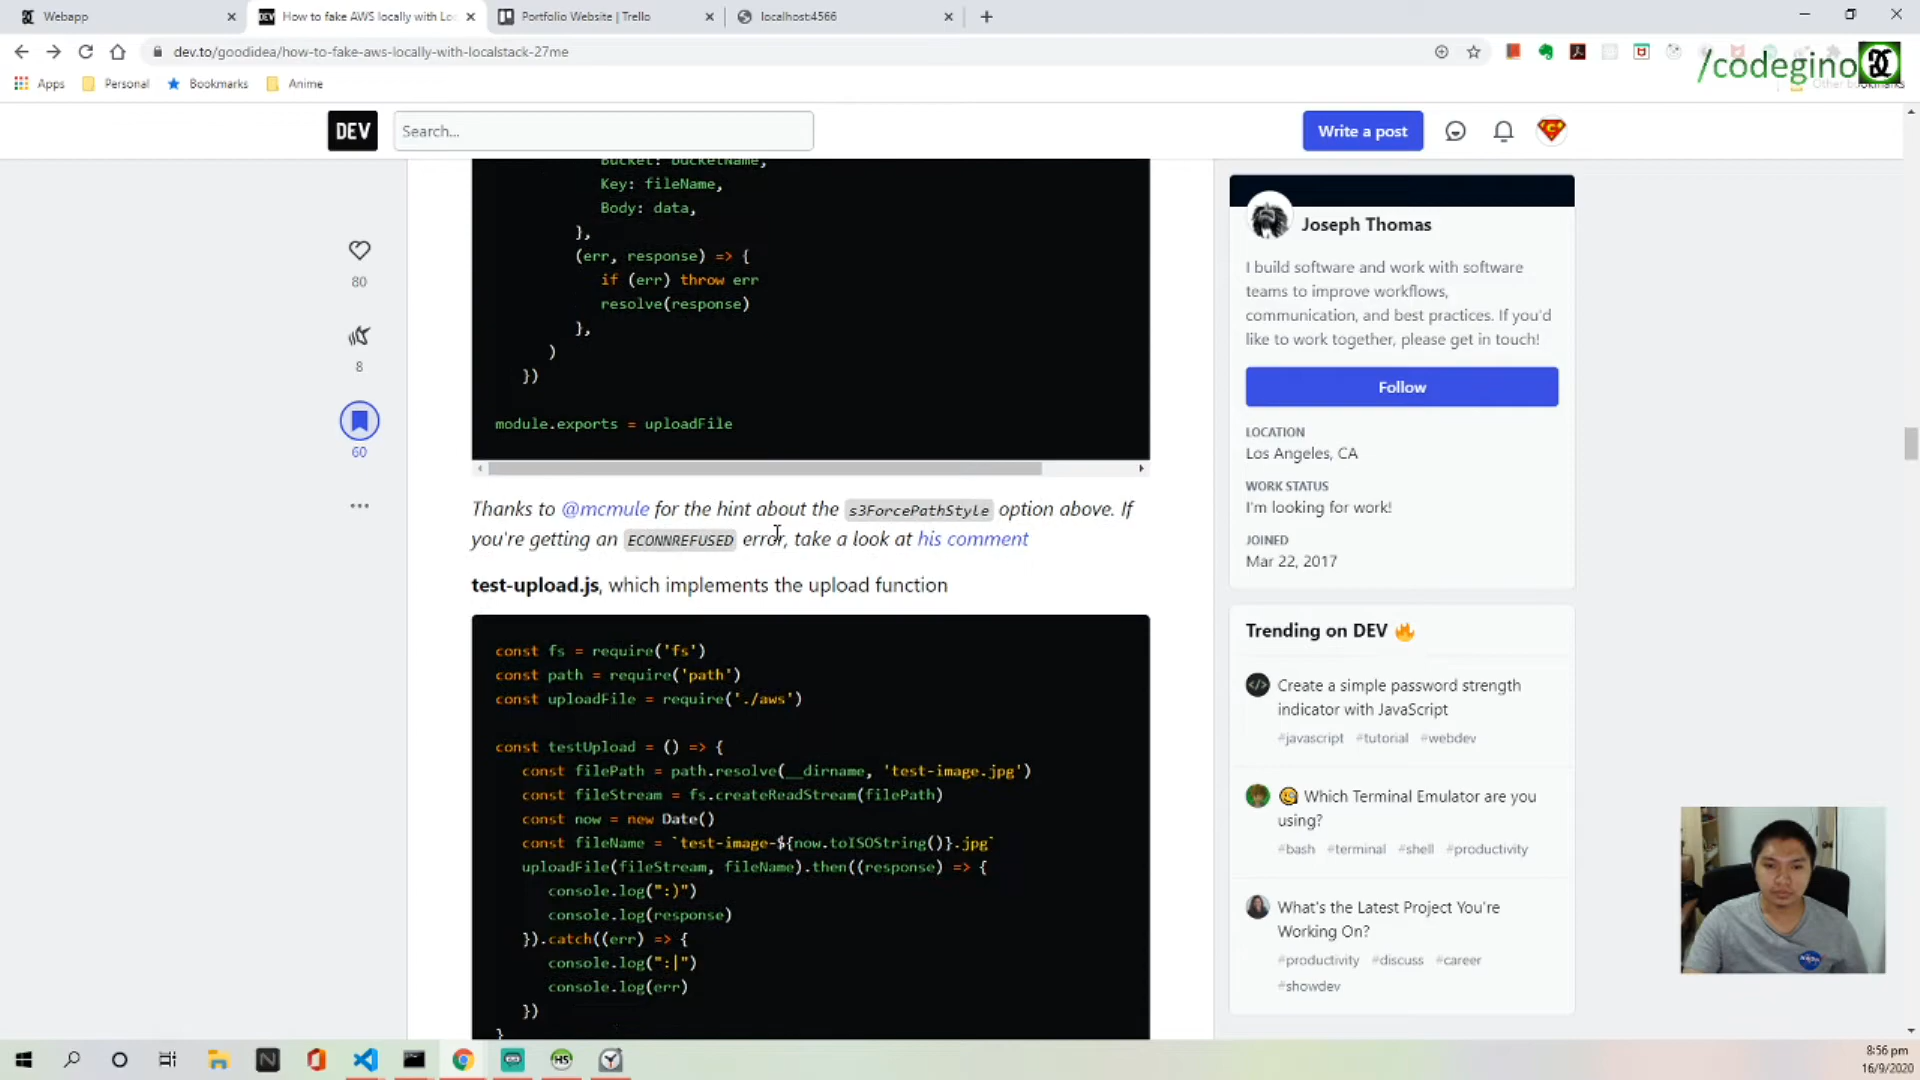 Webapp
DEV How to fake AWS locally with Loc
Portfolio Website | Trello
localhost:4566
dev.to/goodidea/how-to-fake-aws-locally-with-localstack-27me
/codegino
Apps
Personal
Bookmarks
Anime
Other bookmarks
DEV
Search...
Write a post
Bucket: bucketName,
Key: fileName,
Body: data,
},
(err, response) => {
if (err) throw err
resolve(response)
},
)
})
module.exports = uploadFile
80
8
60
Thanks to @mcmule for the hint about the s3ForcePathStyle option above. If
you're getting an ECONNREFUSED error, take a look at his comment
test-upload.js, which implements the upload function
const fs = require('fs')
const path = require('path')
const uploadFile = require('./aws')
const testUpload = () => {
const filePath = path.resolve(__dirname, 'test-image.jpg')
const fileStream = fs.createReadStream(filePath)
const now = new Date()
const fileName = `test-image-${now.toISOString()}.jpg`
uploadFile(fileStream, fileName).then((response) => {
console.log(":)")
console.log(response)
}).catch((err) => {
console.log(":|")
console.log(err)
})
}
Joseph Thomas
I build software and work with software
teams to improve workflows,
communication, and best practices. If you'd
like to work together, please get in touch!
Follow
LOCATION
Los Angeles, CA
WORK STATUS
I'm looking for work!
JOINED
Mar 22, 2017
Trending on DEV 🔥
Create a simple password strength
indicator with JavaScript
#javascript #tutorial #webdev
🧐 Which Terminal Emulator are you
using?
#bash #terminal #shell #productivity
What's the Latest Project You're
Working On?
#productivity #discuss #career
#showdev
8:56 pm
16/9/2020